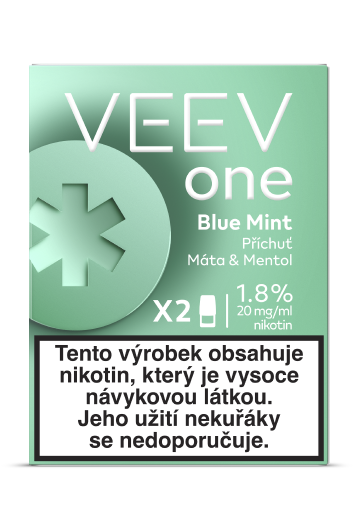 VEEV
one
Blue Mint
Příchuť
Máta & Mentol
X2
1.8%
20 mg/ml
nikotin
Tento výrobek obsahuje
nikotin, který je vysoce
návykovou látkou.
Jeho užití nekuřáky
se nedoporučuje.